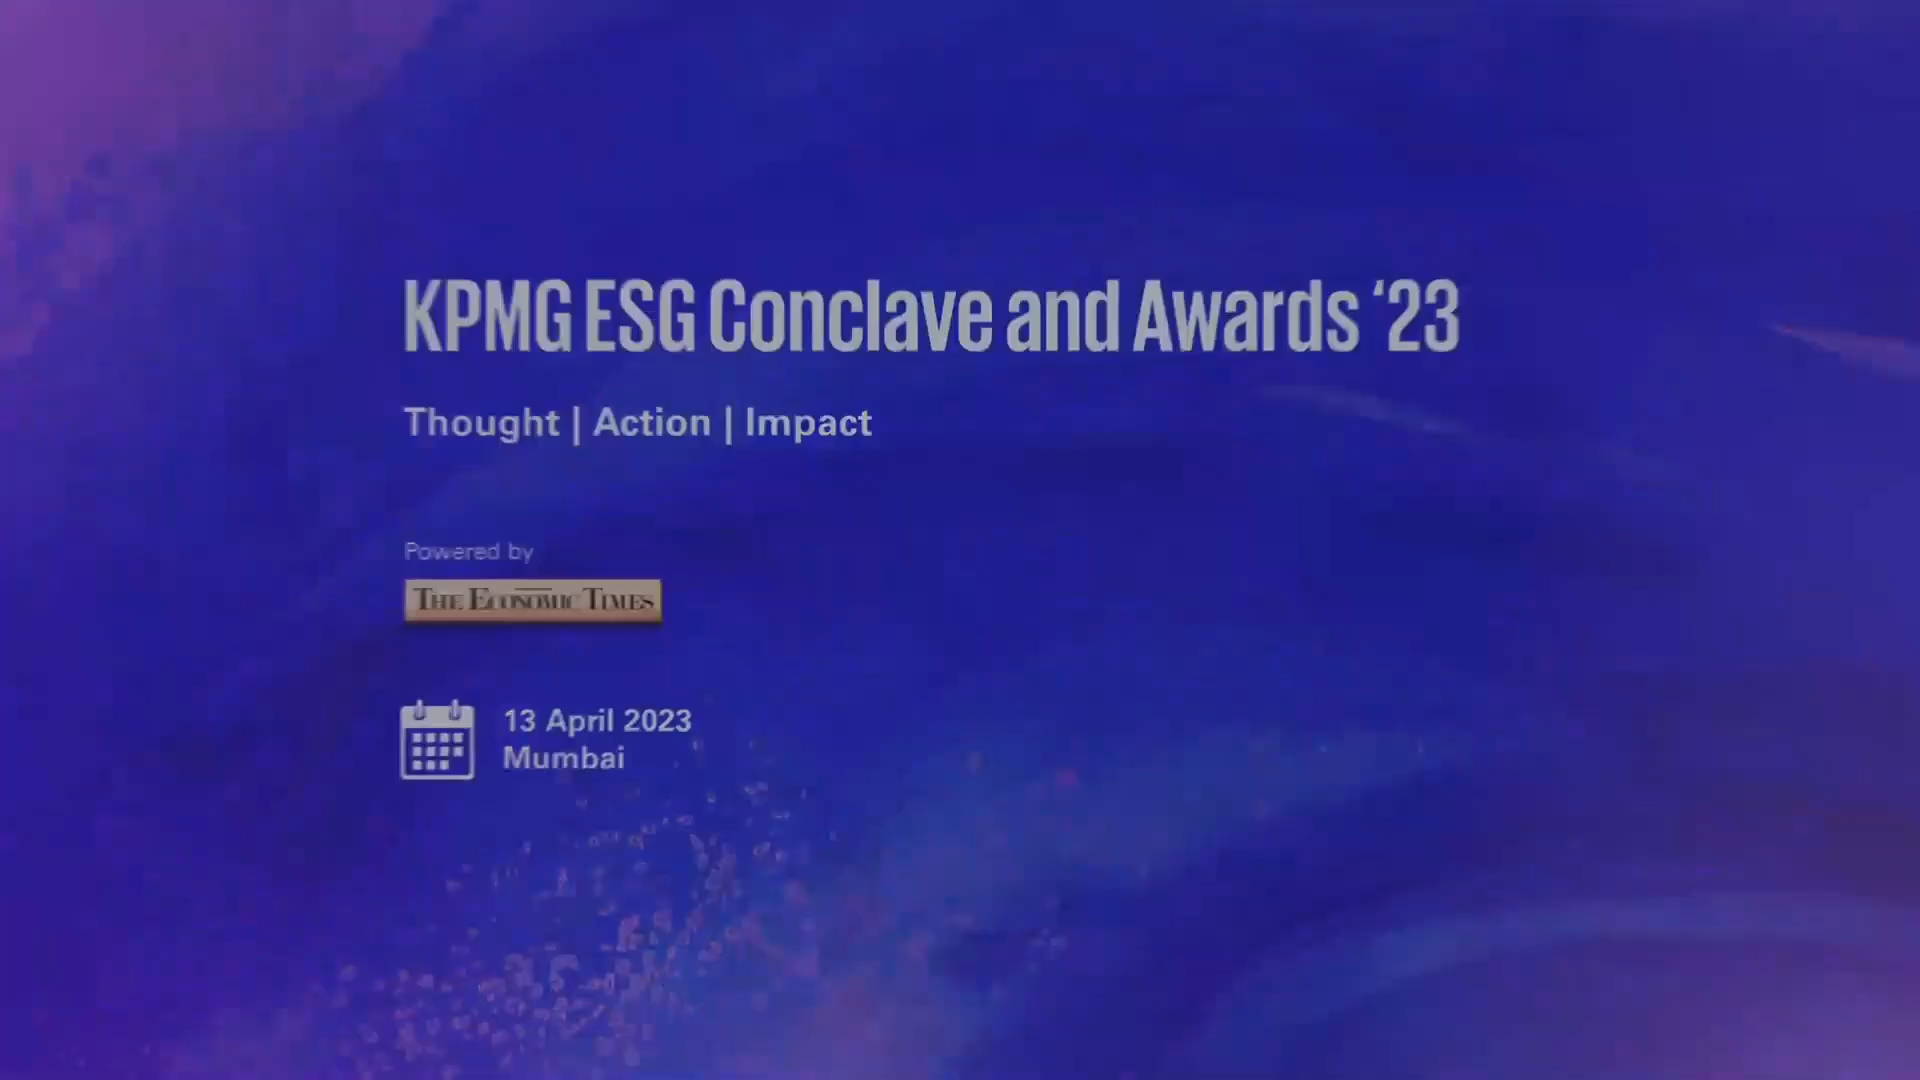 KPMG ESG Conclave and Awards ‘23
Thought | Action | Impact
Powered by
THE ECONOMIC TIMES
13 April 2023
Mumbai